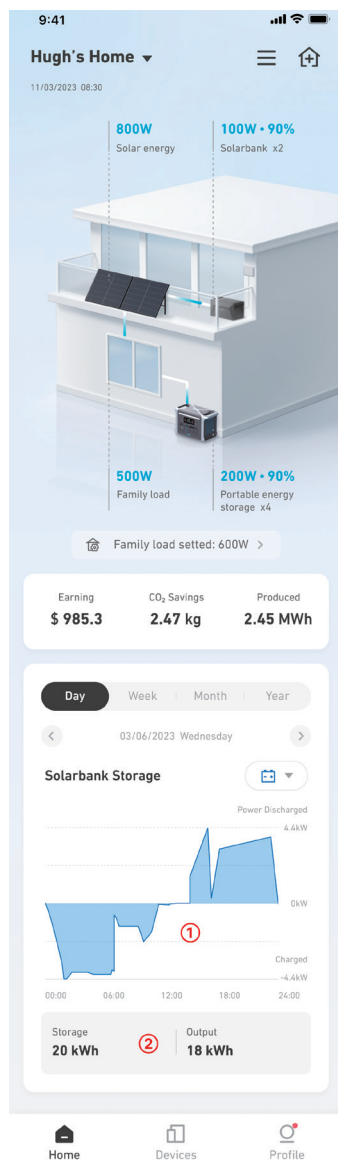 9:41
Hugh's Home
11/03/2023 08:30
800W
Solar energy
100W • 90%
Solarbank x2
500W
Family load
200W • 90%
Portable energy
storage x4
Family load setted: 600W >
Earning
$ 985.3
CO₂ Savings
2.47 kg
Produced
2.45 MWh
Day
Week
Month
Year
< 03/06/2023 Wednesday >
Solarbank Storage
Power Discharged
4.4kW
0kW
①
Charged
-4.4kW
00:00 06:00 12:00 18:00 24:00
Storage
20 kWh
②
Output
18 kWh
Home
Devices
Profile